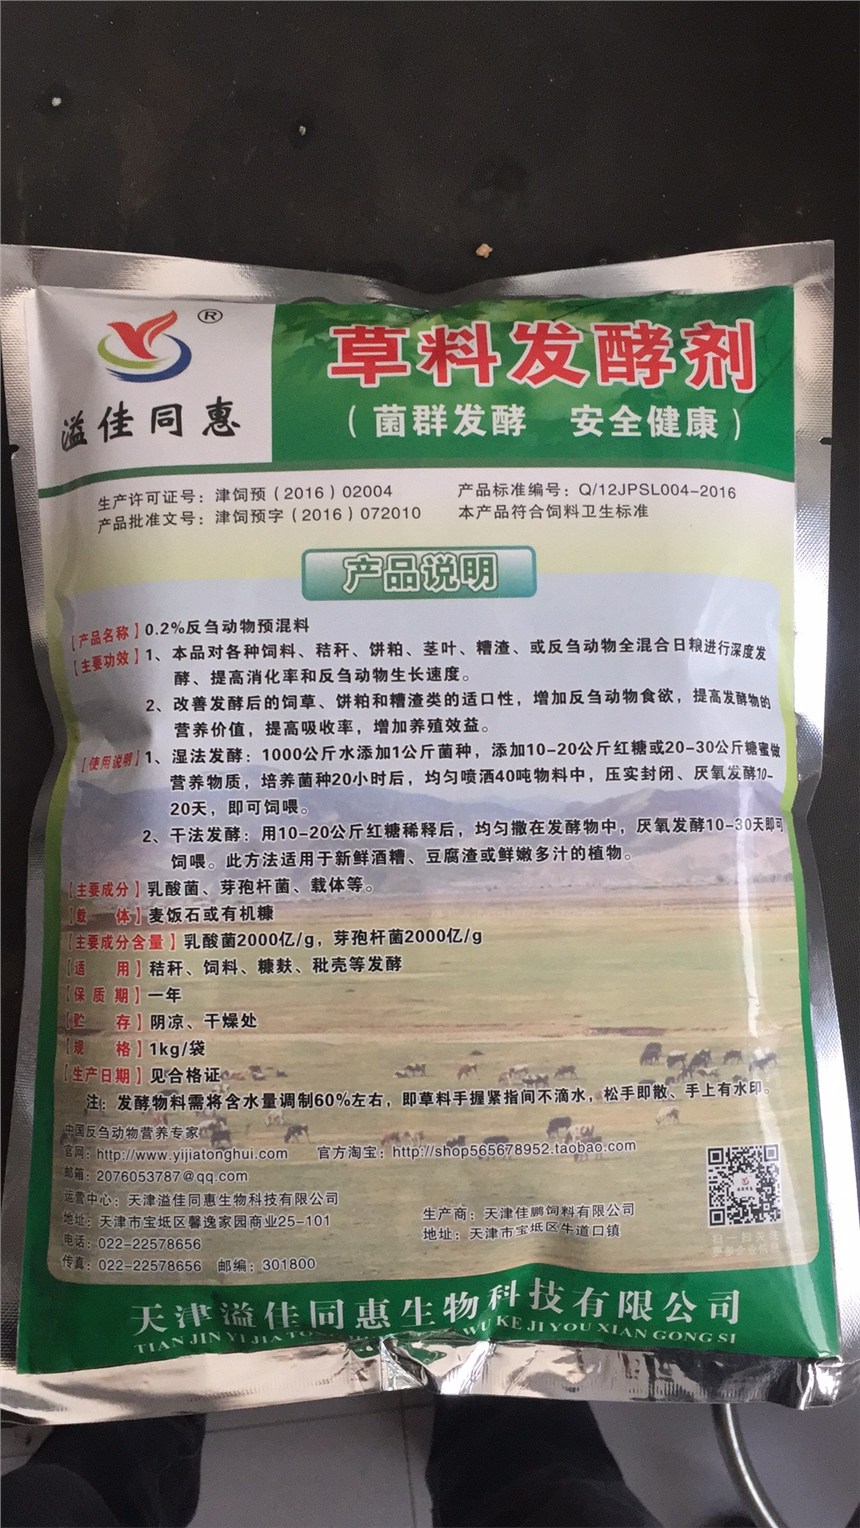 ®
溢佳同惠
草料发酵剂
（菌群发酵 安全健康）
生产许可证号：津饲预（2016）02004
产品标准编号：Q/12JPSL004-2016
产品批准文号：津饲预字（2016）072010
本产品符合饲料卫生标准
产品说明
【产品名称】0.2%反刍动物预混料
【主要功效】1、本品对各种饲料、秸秆、饼粕、茎叶、糟渣、或反刍动物全混合日粮进行深度发
酵、提高消化率和反刍动物生长速度。
2、改善发酵后的饲草、饼粕和糟渣类的适口性，增加反刍动物食欲，提高发酵物的
营养价值，提高吸收率，增加养殖效益。
【使用说明】1、湿法发酵：1000公斤水添加1公斤菌种，添加10-20公斤红糖或20-30公斤糖蜜做
营养物质，培养菌种20小时后，均匀喷洒40吨物料中，压实封闭、厌氧发酵10-
20天，即可饲喂。
2、干法发酵：用10-20公斤红糖稀释后，均匀撒在发酵物中，厌氧发酵10-30天即可
饲喂。此方法适用于新鲜酒糟、豆腐渣或鲜嫩多汁的植物。
【主要成分】乳酸菌、芽孢杆菌、载体等。
【载 体】麦饭石或有机糠
【主要成分含量】乳酸菌2000亿/g，芽孢杆菌2000亿/g
【适 用】秸秆、饲料、糠麸、秕壳等发酵
【保质期】一年
【贮 存】阴凉、干燥处
【规 格】1kg/袋
【生产日期】见合格证
注：发酵物料需将含水量调制60%左右，即草料手握紧指间不滴水，松手即散、手上有水印。
中国反刍动物营养专家
官网：http://www.yijiatonghui.com 官方淘宝：http://shop565678952.taobao.com
邮箱：2076053787@qq.com
运营中心：天津溢佳同惠生物科技有限公司
生产商：天津佳鹏饲料有限公司
地址：天津市宝坻区馨逸家园商业25-101
地址：天津市宝坻区牛道口镇
电话：022-22578656
传真：022-22578656 邮编：301800
扫一扫关注
更多企业信息
天津溢佳同惠生物科技有限公司
TIAN JIN YI JIA TO WU KE JI YOU XIAN GONG SI